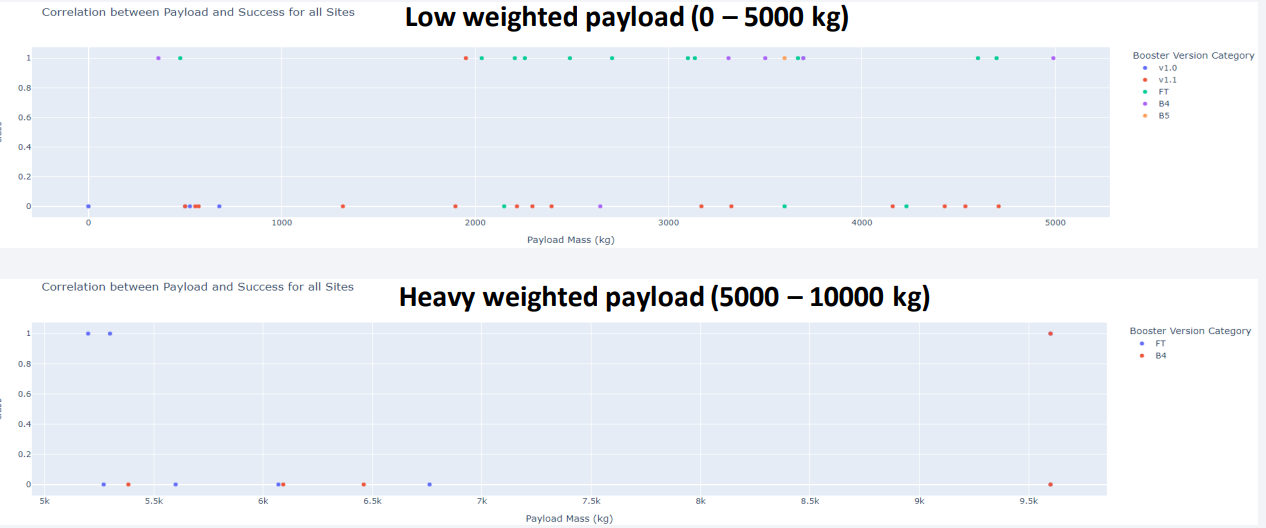 Correlation between Payload and Success for all Sites
Low weighted payload (0 – 5000 kg)
Booster Version Category
v1.0
v1.1
FT
B4
B5
1
0.8
0.6
0.4
0.2
0
0 1000 2000 3000 4000 5000
Payload Mass (kg)
Correlation between Payload and Success for all Sites
Heavy weighted payload (5000 – 10000 kg)
Booster Version Category
FT
B4
1
0.8
0.6
0.4
0.2
0
5k 5.5k 6k 6.5k 7k 7.5k 8k 8.5k 9k 9.5k
Payload Mass (kg)